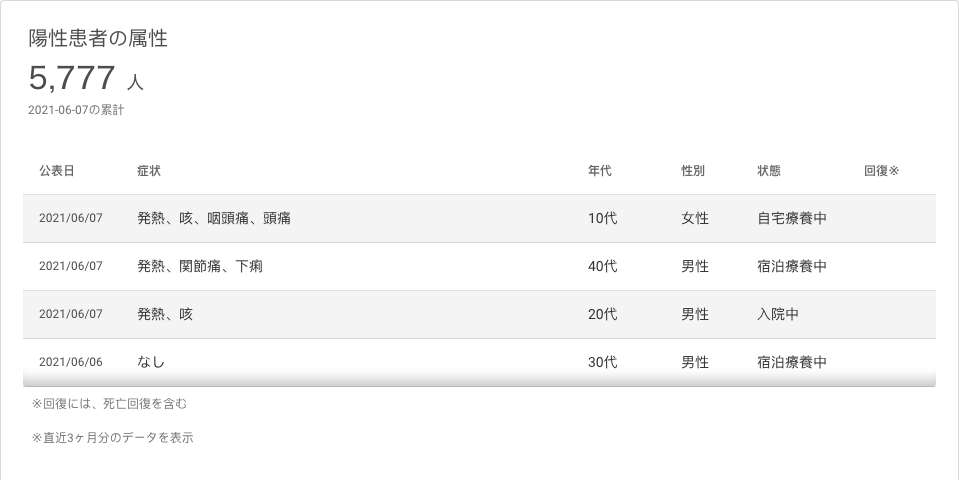 陽性患者の属性
5,777 人
2021-06-07の累計
公表日 症状 年代 性別 状態 回復※
2021/06/07 発熱、咳、咽頭痛、頭痛 10代 女性 自宅療養中
2021/06/07 発熱、関節痛、下痢 40代 男性 宿泊療養中
2021/06/07 発熱、咳 20代 男性 入院中
2021/06/06 なし 30代 男性 宿泊療養中
※回復には、死亡回復を含む
※直近3ヶ月分のデータを表示